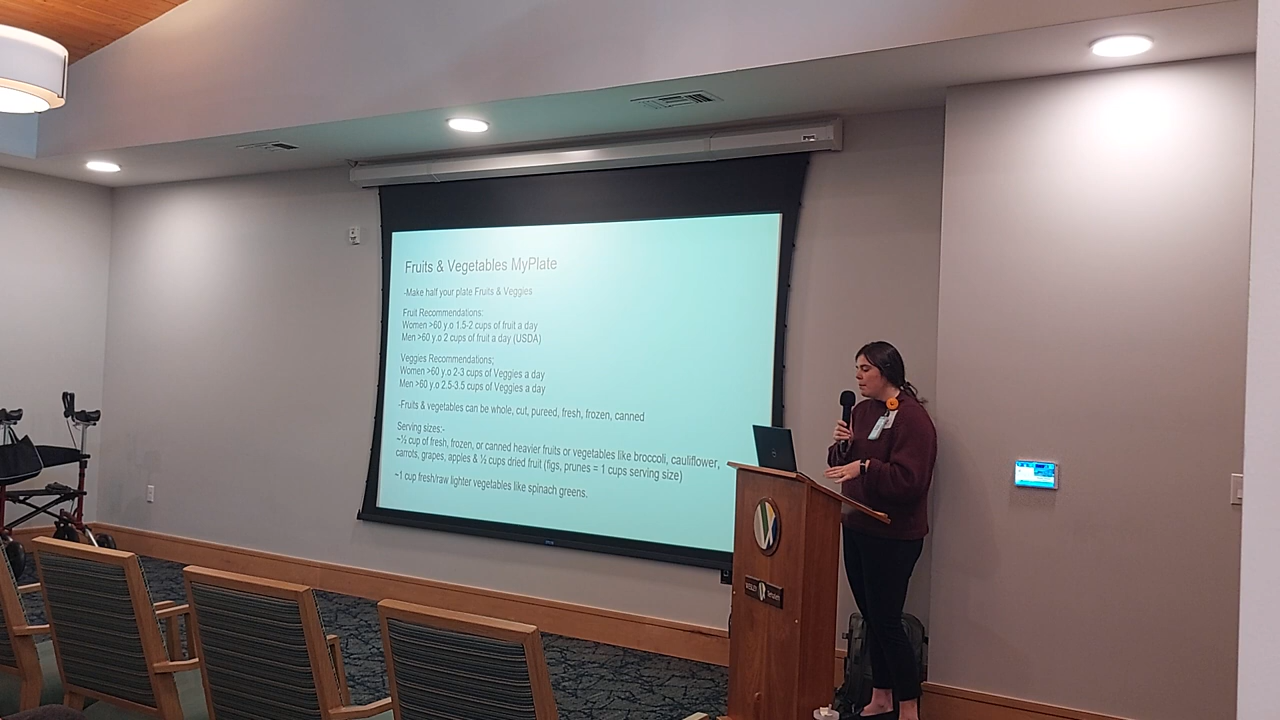 Fruits & Vegetables MyPlate
-Make half your plate Fruits & Veggies
Fruit Recommendations:
Women >60 y.o 1.5-2 cups of fruit a day
Men >60 y.o 2 cups of fruit a day (USDA)
Veggies Recommendations;
Women >60 y.o 2-3 cups of Veggies a day
Men >60 y.o 2.5-3.5 cups of Veggies a day
-Fruits & vegetables can be whole, cut, pureed, fresh, frozen, canned
Serving sizes:-
~½ cup of fresh, frozen, or canned heavier fruits or vegetables like broccoli, cauliflower,
carrots, grapes, apples & ½ cups dried fruit (figs, prunes = 1 cups serving size)
~1 cup fresh/raw lighter vegetables like spinach greens.